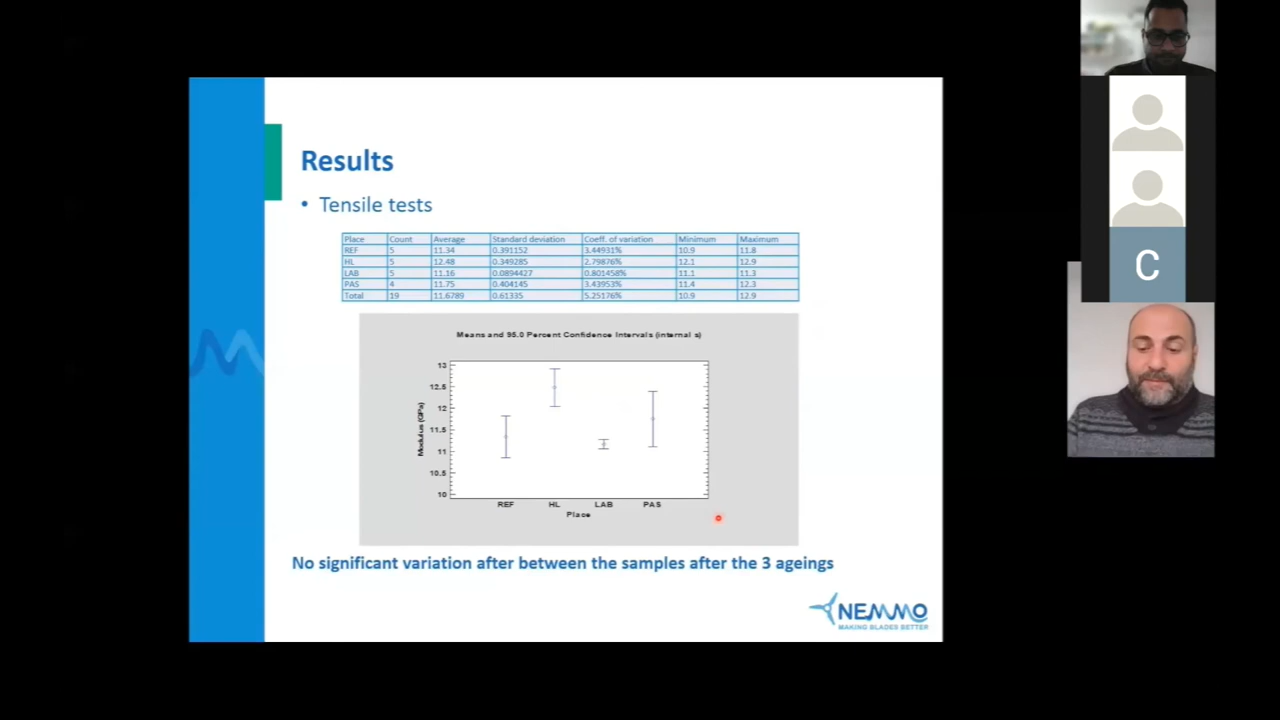 Results
• Tensile tests
Place Count Average Standard deviation Coeff. of variation Minimum Maximum
REF 5 11.34 0.391152 3.44931% 10.9 11.8
HL 5 12.48 0.349285 2.79876% 12.1 12.9
LAB 5 11.16 0.0894427 0.801458% 11.1 11.3
PAS 4 11.75 0.404145 3.43953% 11.4 12.3
Total 19 11.6789 0.61335 5.25176% 10.9 12.9
Means and 95.0 Percent Confidence Intervals (internal s)
13
12.5
12
11.5
11
10.5
10
Modulus (GPa)
REF HL LAB PAS
Place
No significant variation after between the samples after the 3 ageings
NEMMO
MAKING BLADES BETTER
C